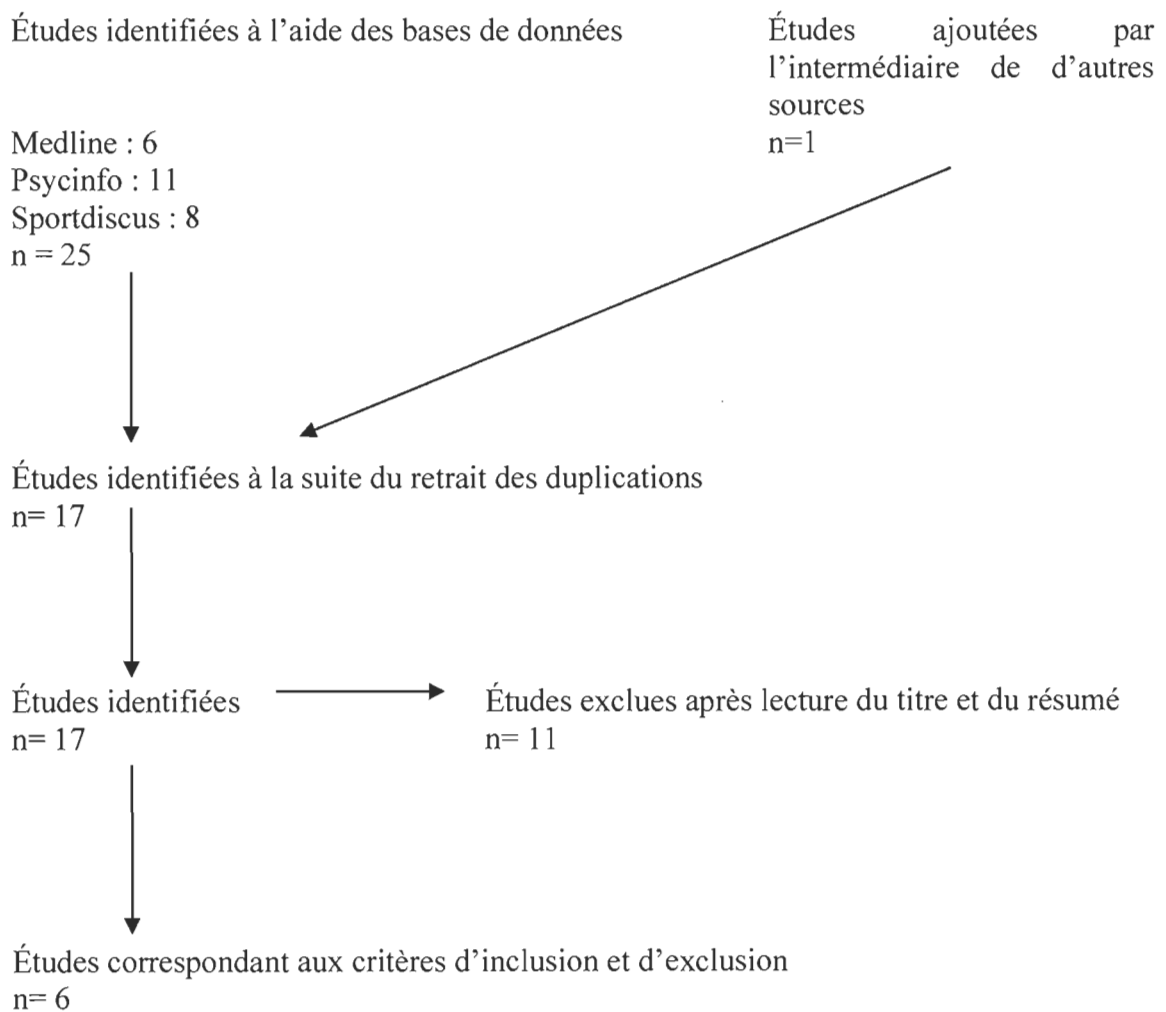 Études identifiées à l'aide des bases de données
Études ajoutées par
l'intermédiaire de d'autres
sources
n=1
Medline : 6
Psycinfo : 11
Sportdiscus : 8
n = 25
Études identifiées à la suite du retrait des duplications
n= 17
Études identifiées
n= 17
Études exclues après lecture du titre et du résumé
n= 11
Études correspondant aux critères d'inclusion et d'exclusion
n= 6